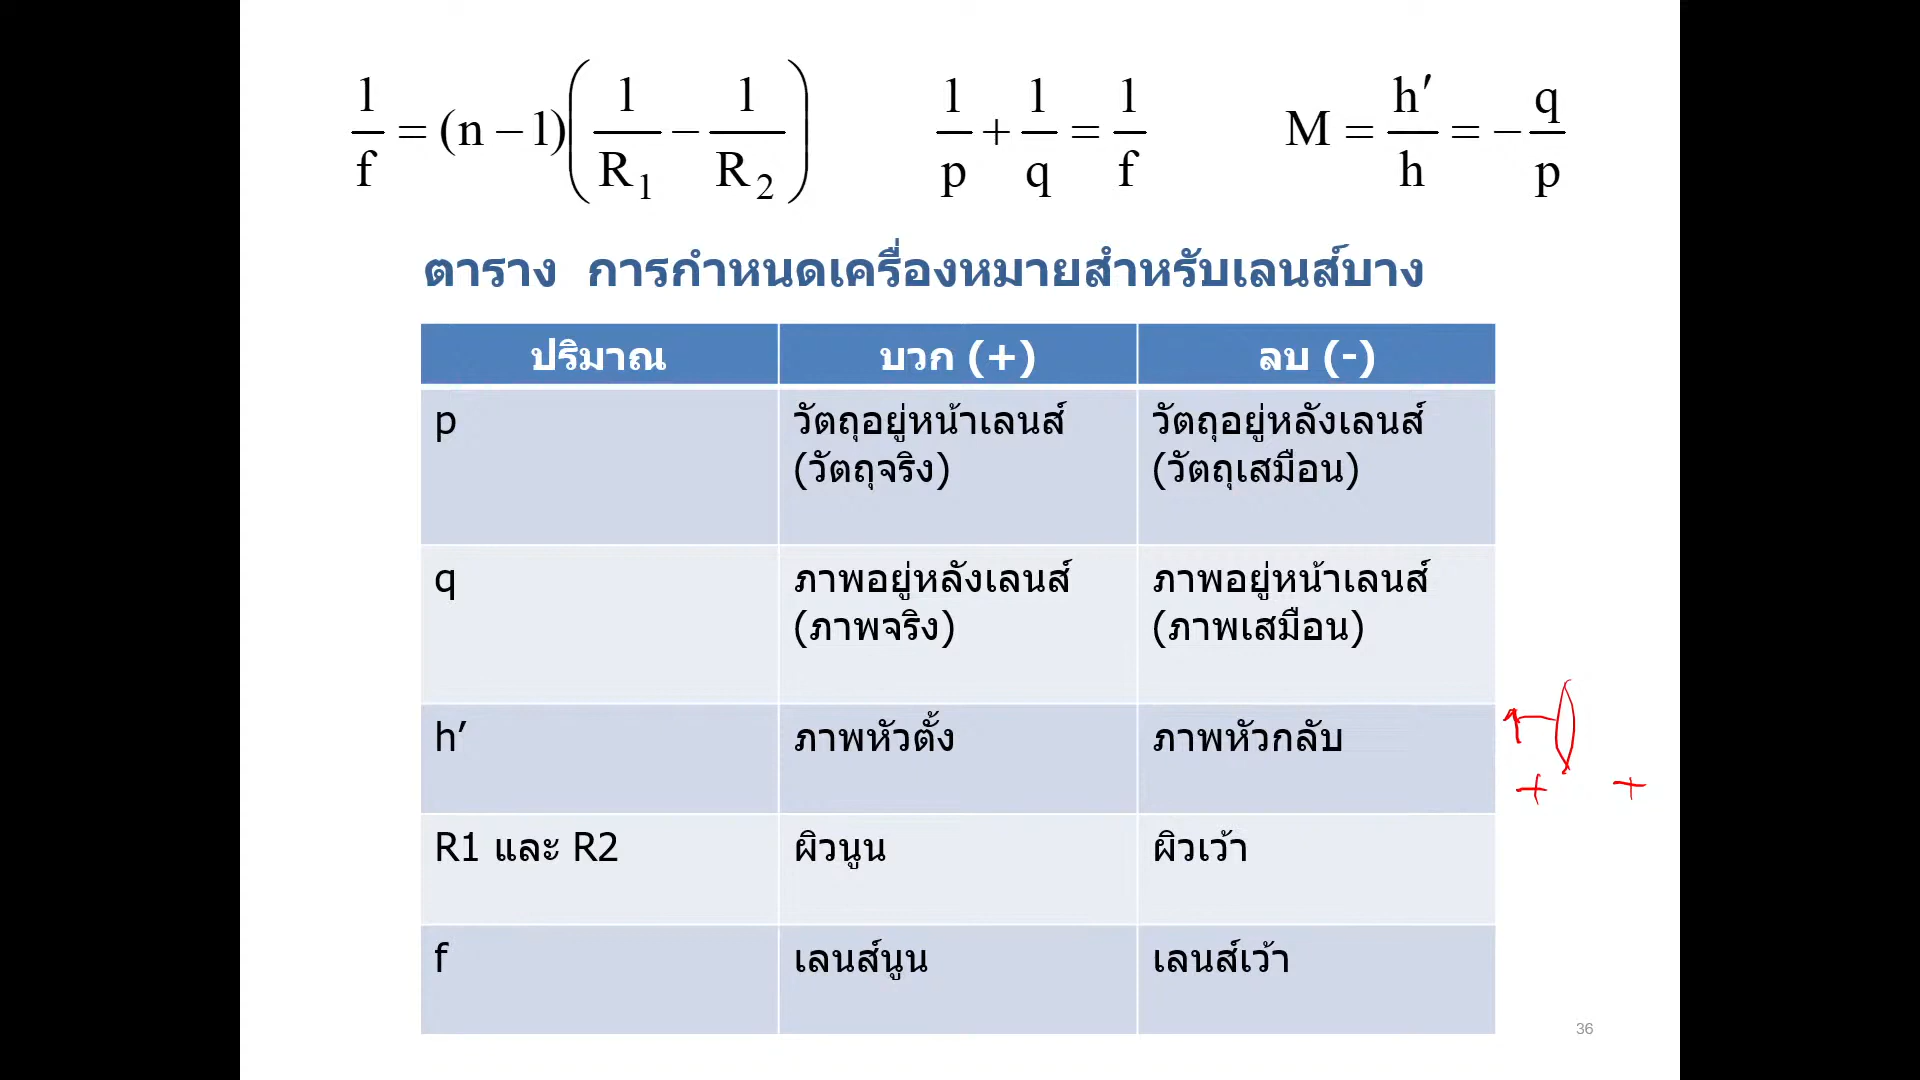 1/f = (n – 1)(1/R₁ – 1/R₂)   1/p + 1/q = 1/f   M = h′/h = – q/p
ตาราง การกำหนดเครื่องหมายสำหรับเลนส์บาง
ปริมาณ บวก (+) ลบ (-)
p วัตถุอยู่หน้าเลนส์ วัตถุอยู่หลังเลนส์
(วัตถุจริง) (วัตถุเสมือน)
q ภาพอยู่หลังเลนส์ ภาพอยู่หน้าเลนส์
(ภาพจริง) (ภาพเสมือน)
h’ ภาพหัวตั้ง ภาพหัวกลับ
+ +
R1 และ R2 ผิวนูน ผิวเว้า
f เลนส์นูน เลนส์เว้า
36